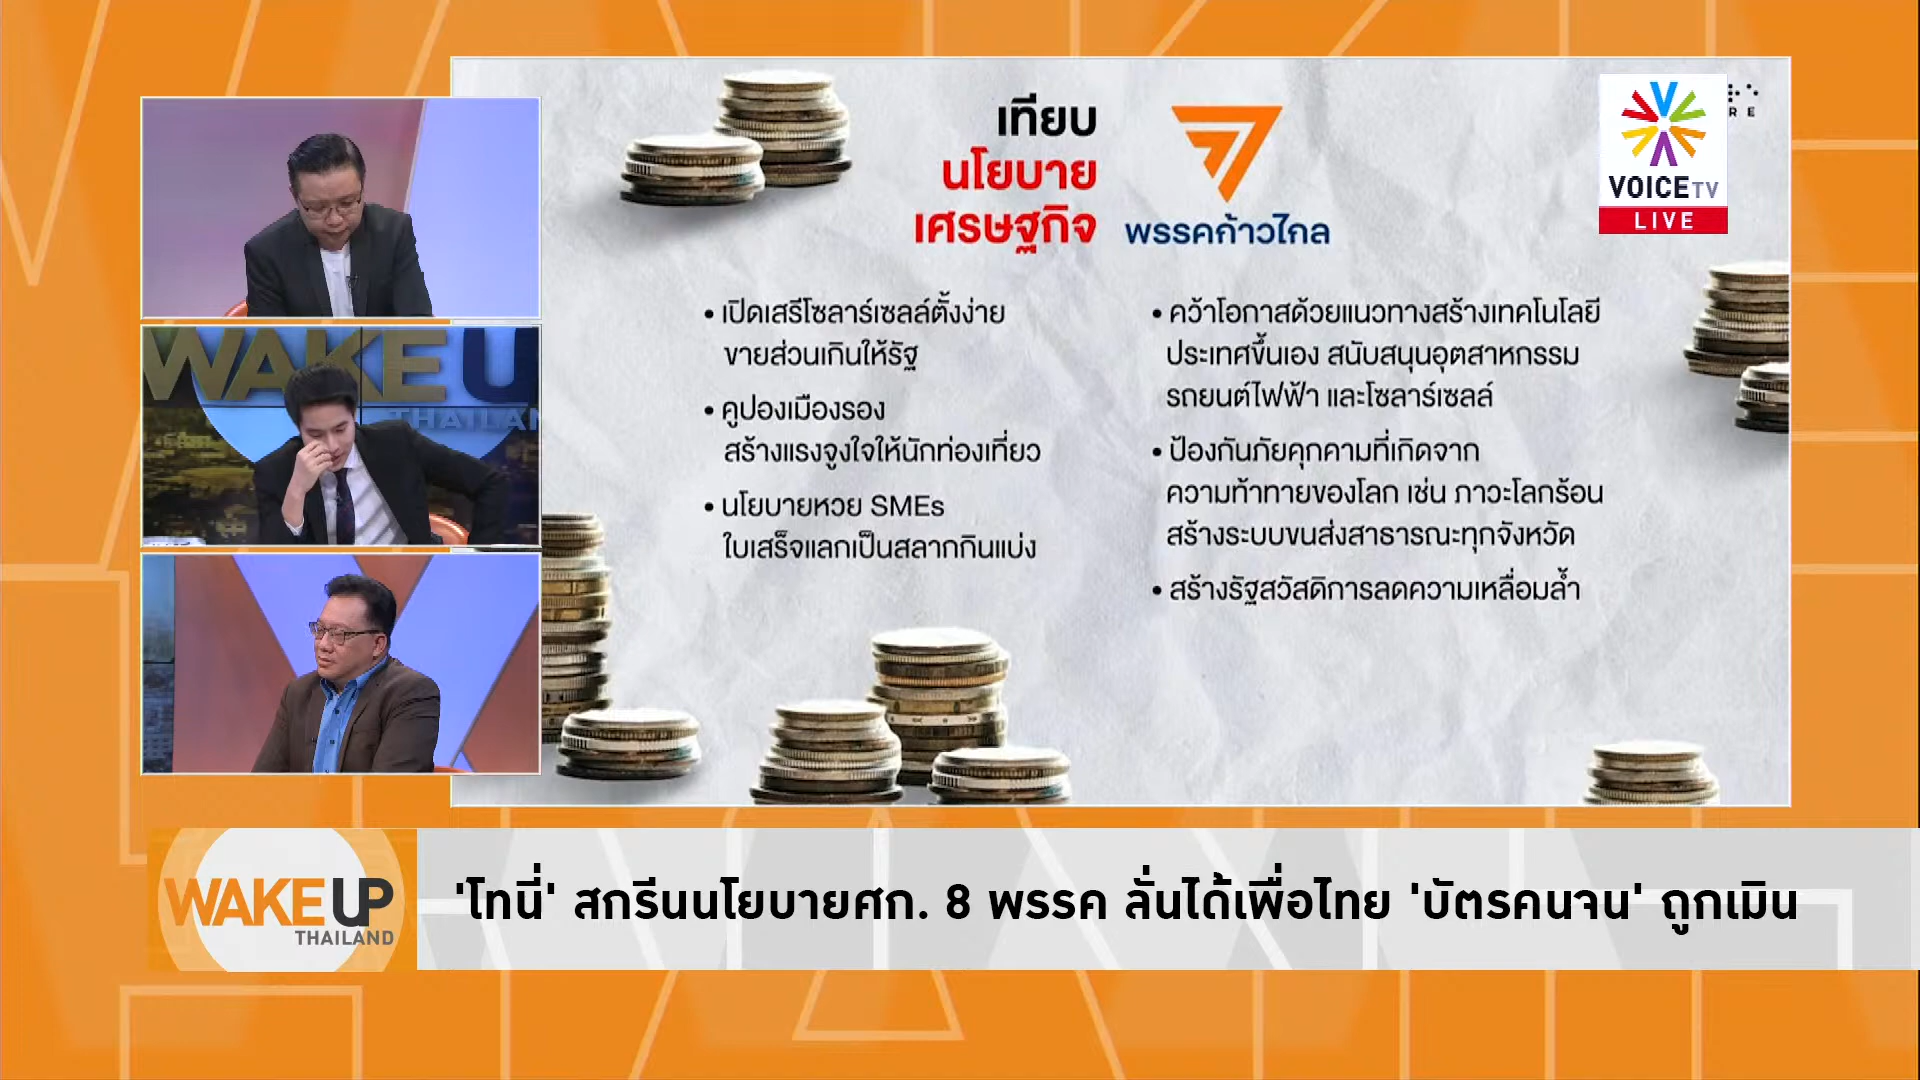 เทียบ
นโยบาย
เศรษฐกิจ
พรรคก้าวไกล
VOICE TV
LIVE
RE
• เปิดเสรีโซลาร์เซลล์ตั้งง่าย
ขายส่วนเกินให้รัฐ
• คูปองเมืองรอง
สร้างแรงจูงใจให้นักท่องเที่ยว
• นโยบายหวย SMEs
ใบเสร็จแลกเป็นสลากกินแบ่ง
• คว้าโอกาสด้วยแนวทางสร้างเทคโนโลยี
ประเทศขึ้นเอง สนับสนุนอุตสาหกรรม
รถยนต์ไฟฟ้า และโซลาร์เซลล์
• ป้องกันภัยคุกคามที่เกิดจาก
ความท้าทายของโลก เช่น ภาวะโลกร้อน
สร้างระบบขนส่งสาธารณะทุกจังหวัด
• สร้างรัฐสวัสดิการลดความเหลื่อมล้ำ
WAKE U
THAILAN
WAKE UP
THAILAND
'โทนี่' สกรีนนโยบายศก. 8 พรรค ลั่นได้เพื่อไทย 'บัตรคนจน' ถูกเมิน